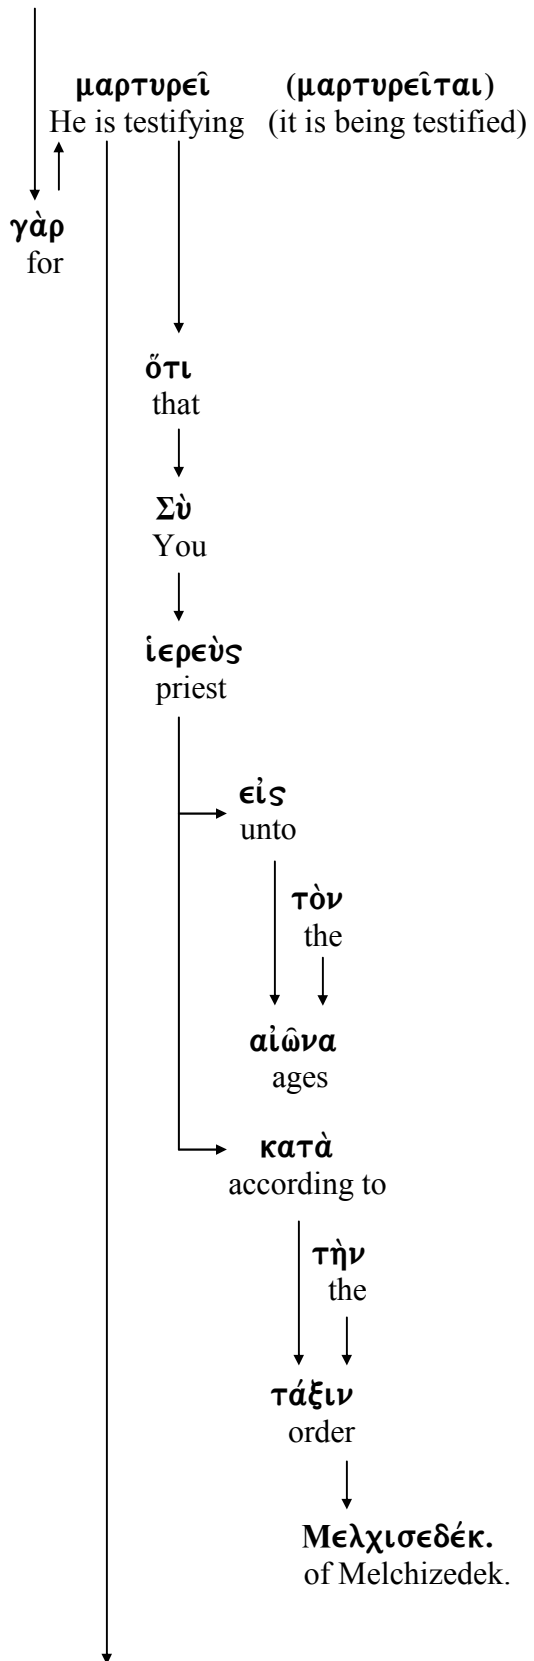 μαρτυρεῖ (μαρτυρεῖται)
He is testifying (it is being testified)
γὰρ
for
ὅτι
that
Σὺ
You
ἱερεὺς
priest
εἰς
unto
τὸν
the
αἰῶνα
ages
κατὰ
according to
τὴν
the
τάξιν
order
Μελχισεδέκ.
of Melchizedek.